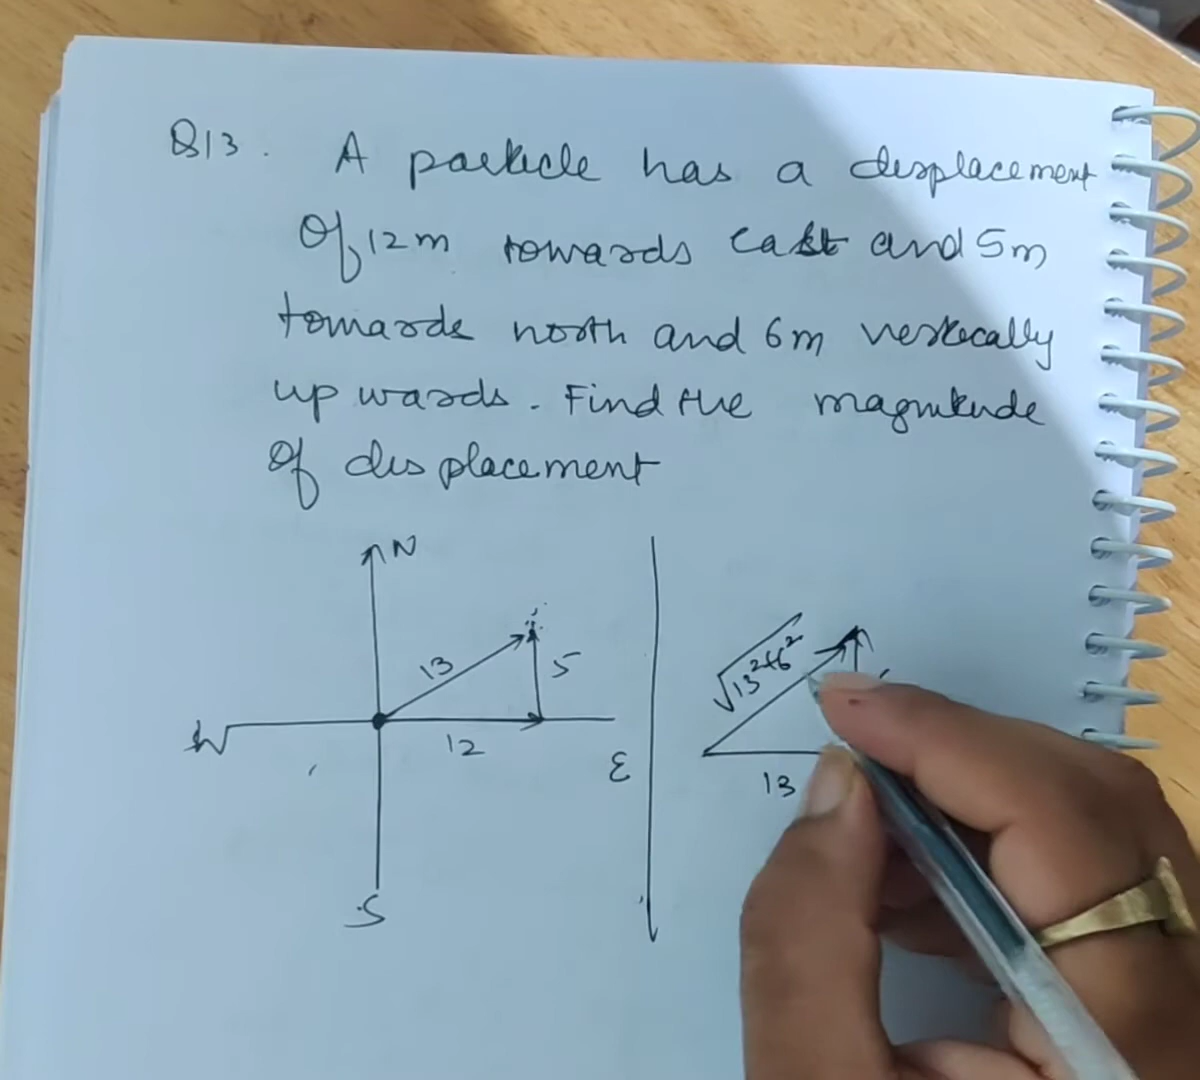 Q13. A particle has a displacement
of 12m towards east and 5m
towards north and 6m vertically
upwards. Find the magnitude
of displacement
N
13
5
W
12
E
S
√13²+6²
13